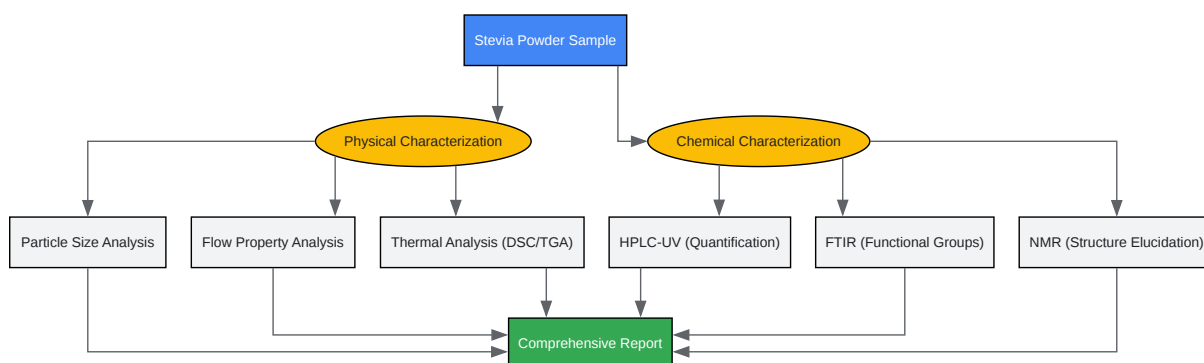 Stevia Powder Sample
Physical Characterization
Chemical Characterization
Particle Size Analysis
Flow Property Analysis
Thermal Analysis (DSC/TGA)
HPLC-UV (Quantification)
FTIR (Functional Groups)
NMR (Structure Elucidation)
Comprehensive Report